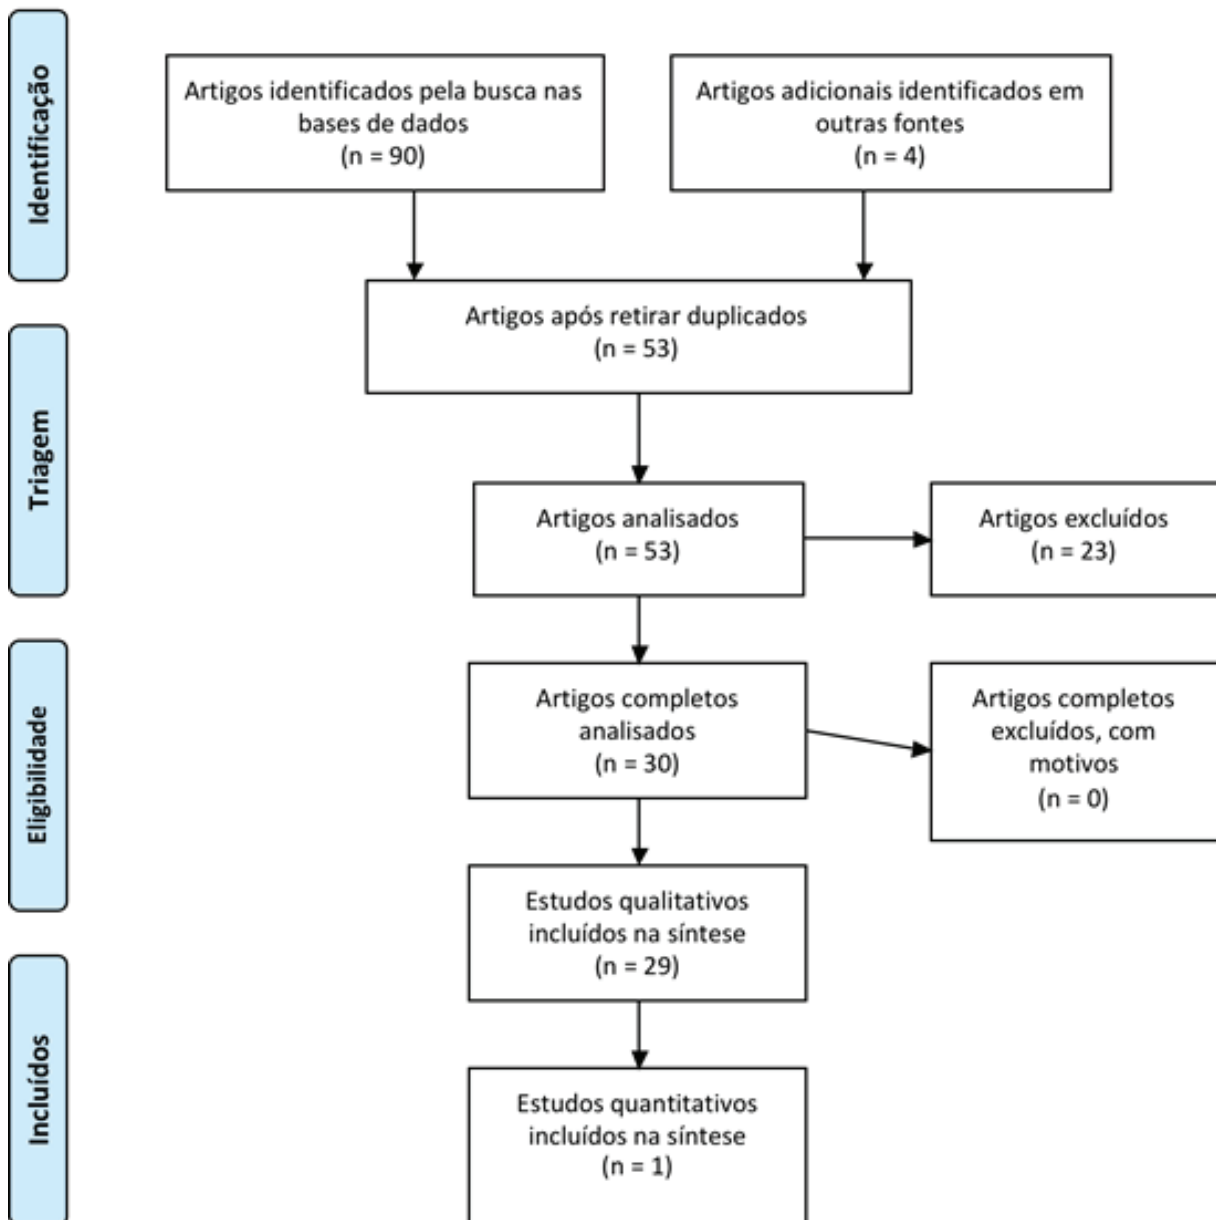 Identificação
Artigos identificados pela busca nas
bases de dados
(n = 90)
Artigos adicionais identificados em
outras fontes
(n = 4)
Artigos após retirar duplicados
(n = 53)
Triagem
Artigos analisados
(n = 53)
Artigos excluídos
(n = 23)
Eligibilidade
Artigos completos
analisados
(n = 30)
Artigos completos
excluídos, com
motivos
(n = 0)
Estudos qualitativos
incluídos na síntese
(n = 29)
Incluídos
Estudos quantitativos
incluídos na síntese
(n = 1)